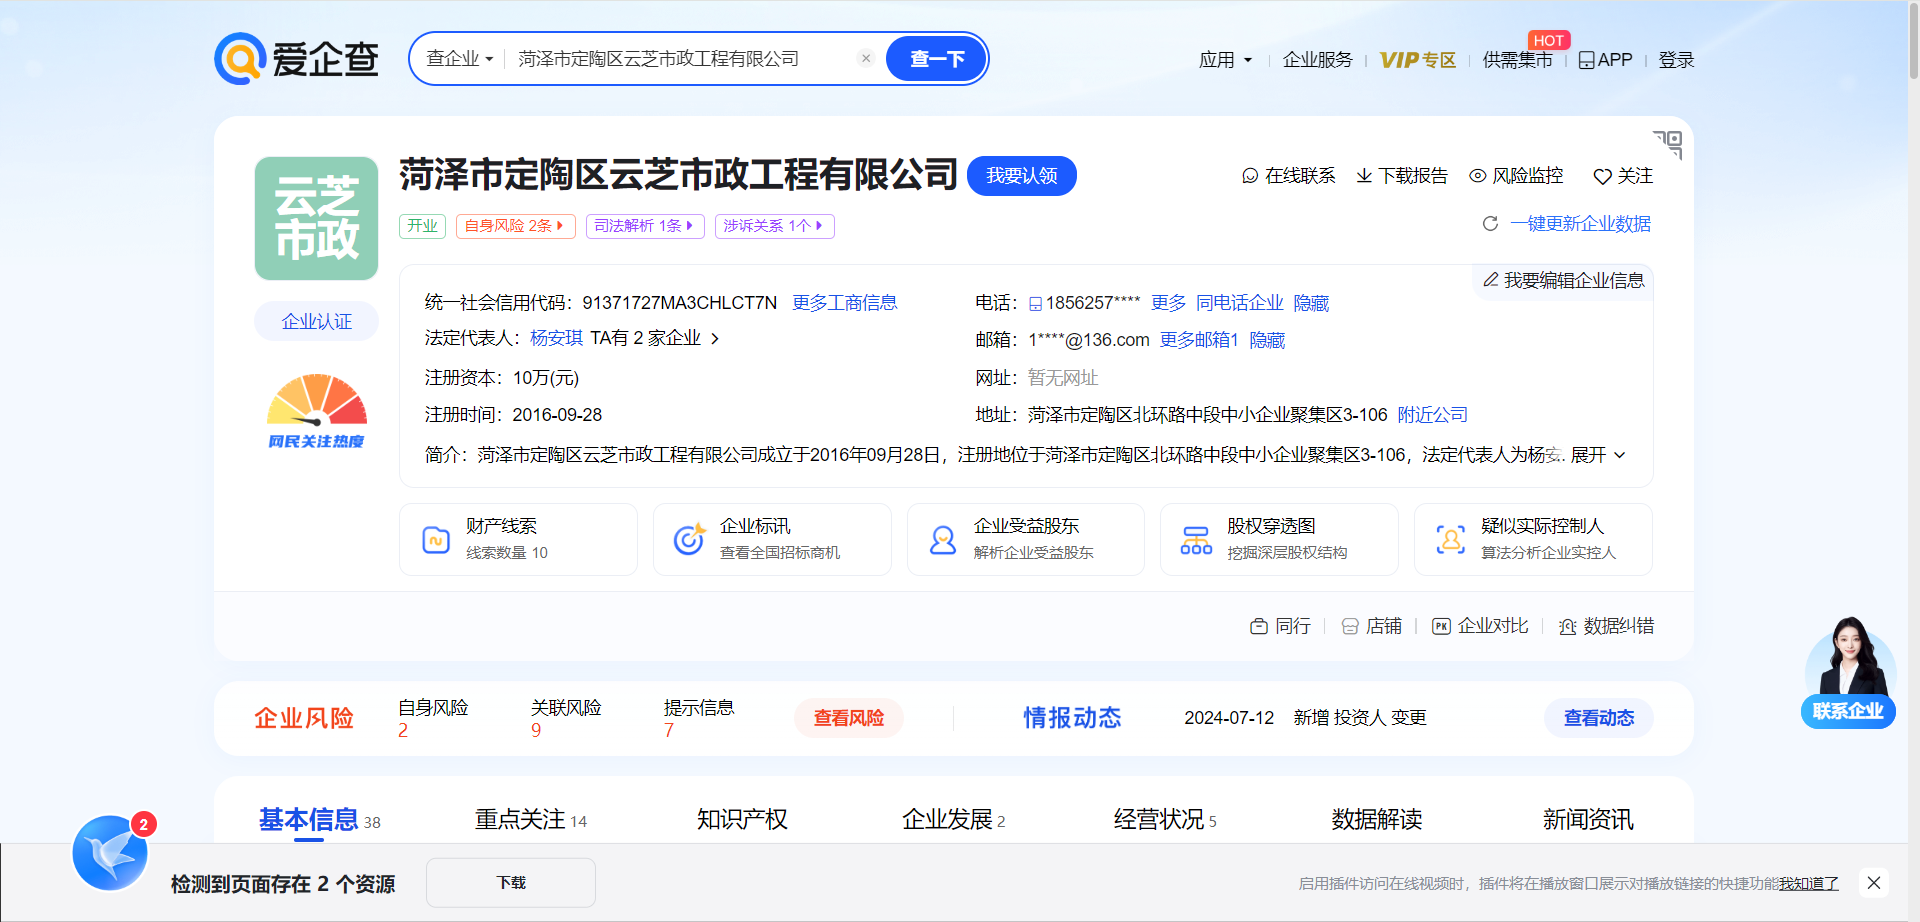 爱企查
查企业 菏泽市定陶区云芝市政工程有限公司 × 查一下
应用 企业服务 VIP专区 供需集市 HOT APP 登录
云芝
市政
菏泽市定陶区云芝市政工程有限公司 我要认领
在线联系 下载报告 风险监控 关注
开业 自身风险 2条 司法解析 1条 涉诉关系 1个
一键更新企业数据
企业认证
网民关注热度
我要编辑企业信息
统一社会信用代码：91371727MA3CHLCT7N 更多工商信息
电话：1856257**** 更多 同电话企业 隐藏
法定代表人：杨安琪 TA有 2 家企业
邮箱：1****@136.com 更多邮箱1 隐藏
注册资本：10万(元)
网址：暂无网址
注册时间：2016-09-28
地址：菏泽市定陶区北环路中段中小企业聚集区3-106 附近公司
简介：菏泽市定陶区云芝市政工程有限公司成立于2016年09月28日，注册地位于菏泽市定陶区北环路中段中小企业聚集区3-106，法定代表人为杨安.. 展开
财产线索
线索数量 10
企业标讯
查看全国招标商机
企业受益股东
解析企业受益股东
股权穿透图
挖掘深层股权结构
疑似实际控制人
算法分析企业实控人
同行 店铺 PK 企业对比 数据纠错
联系企业
企业风险
自身风险
2
关联风险
9
提示信息
7
查看风险
情报动态
2024-07-12 新增 投资人 变更
查看动态
基本信息 38 重点关注 14 知识产权 企业发展 2 经营状况 5 数据解读 新闻资讯
2
检测到页面存在 2 个资源
下载
启用插件访问在线视频时，插件将在播放窗口展示对播放链接的快捷功能我知道了